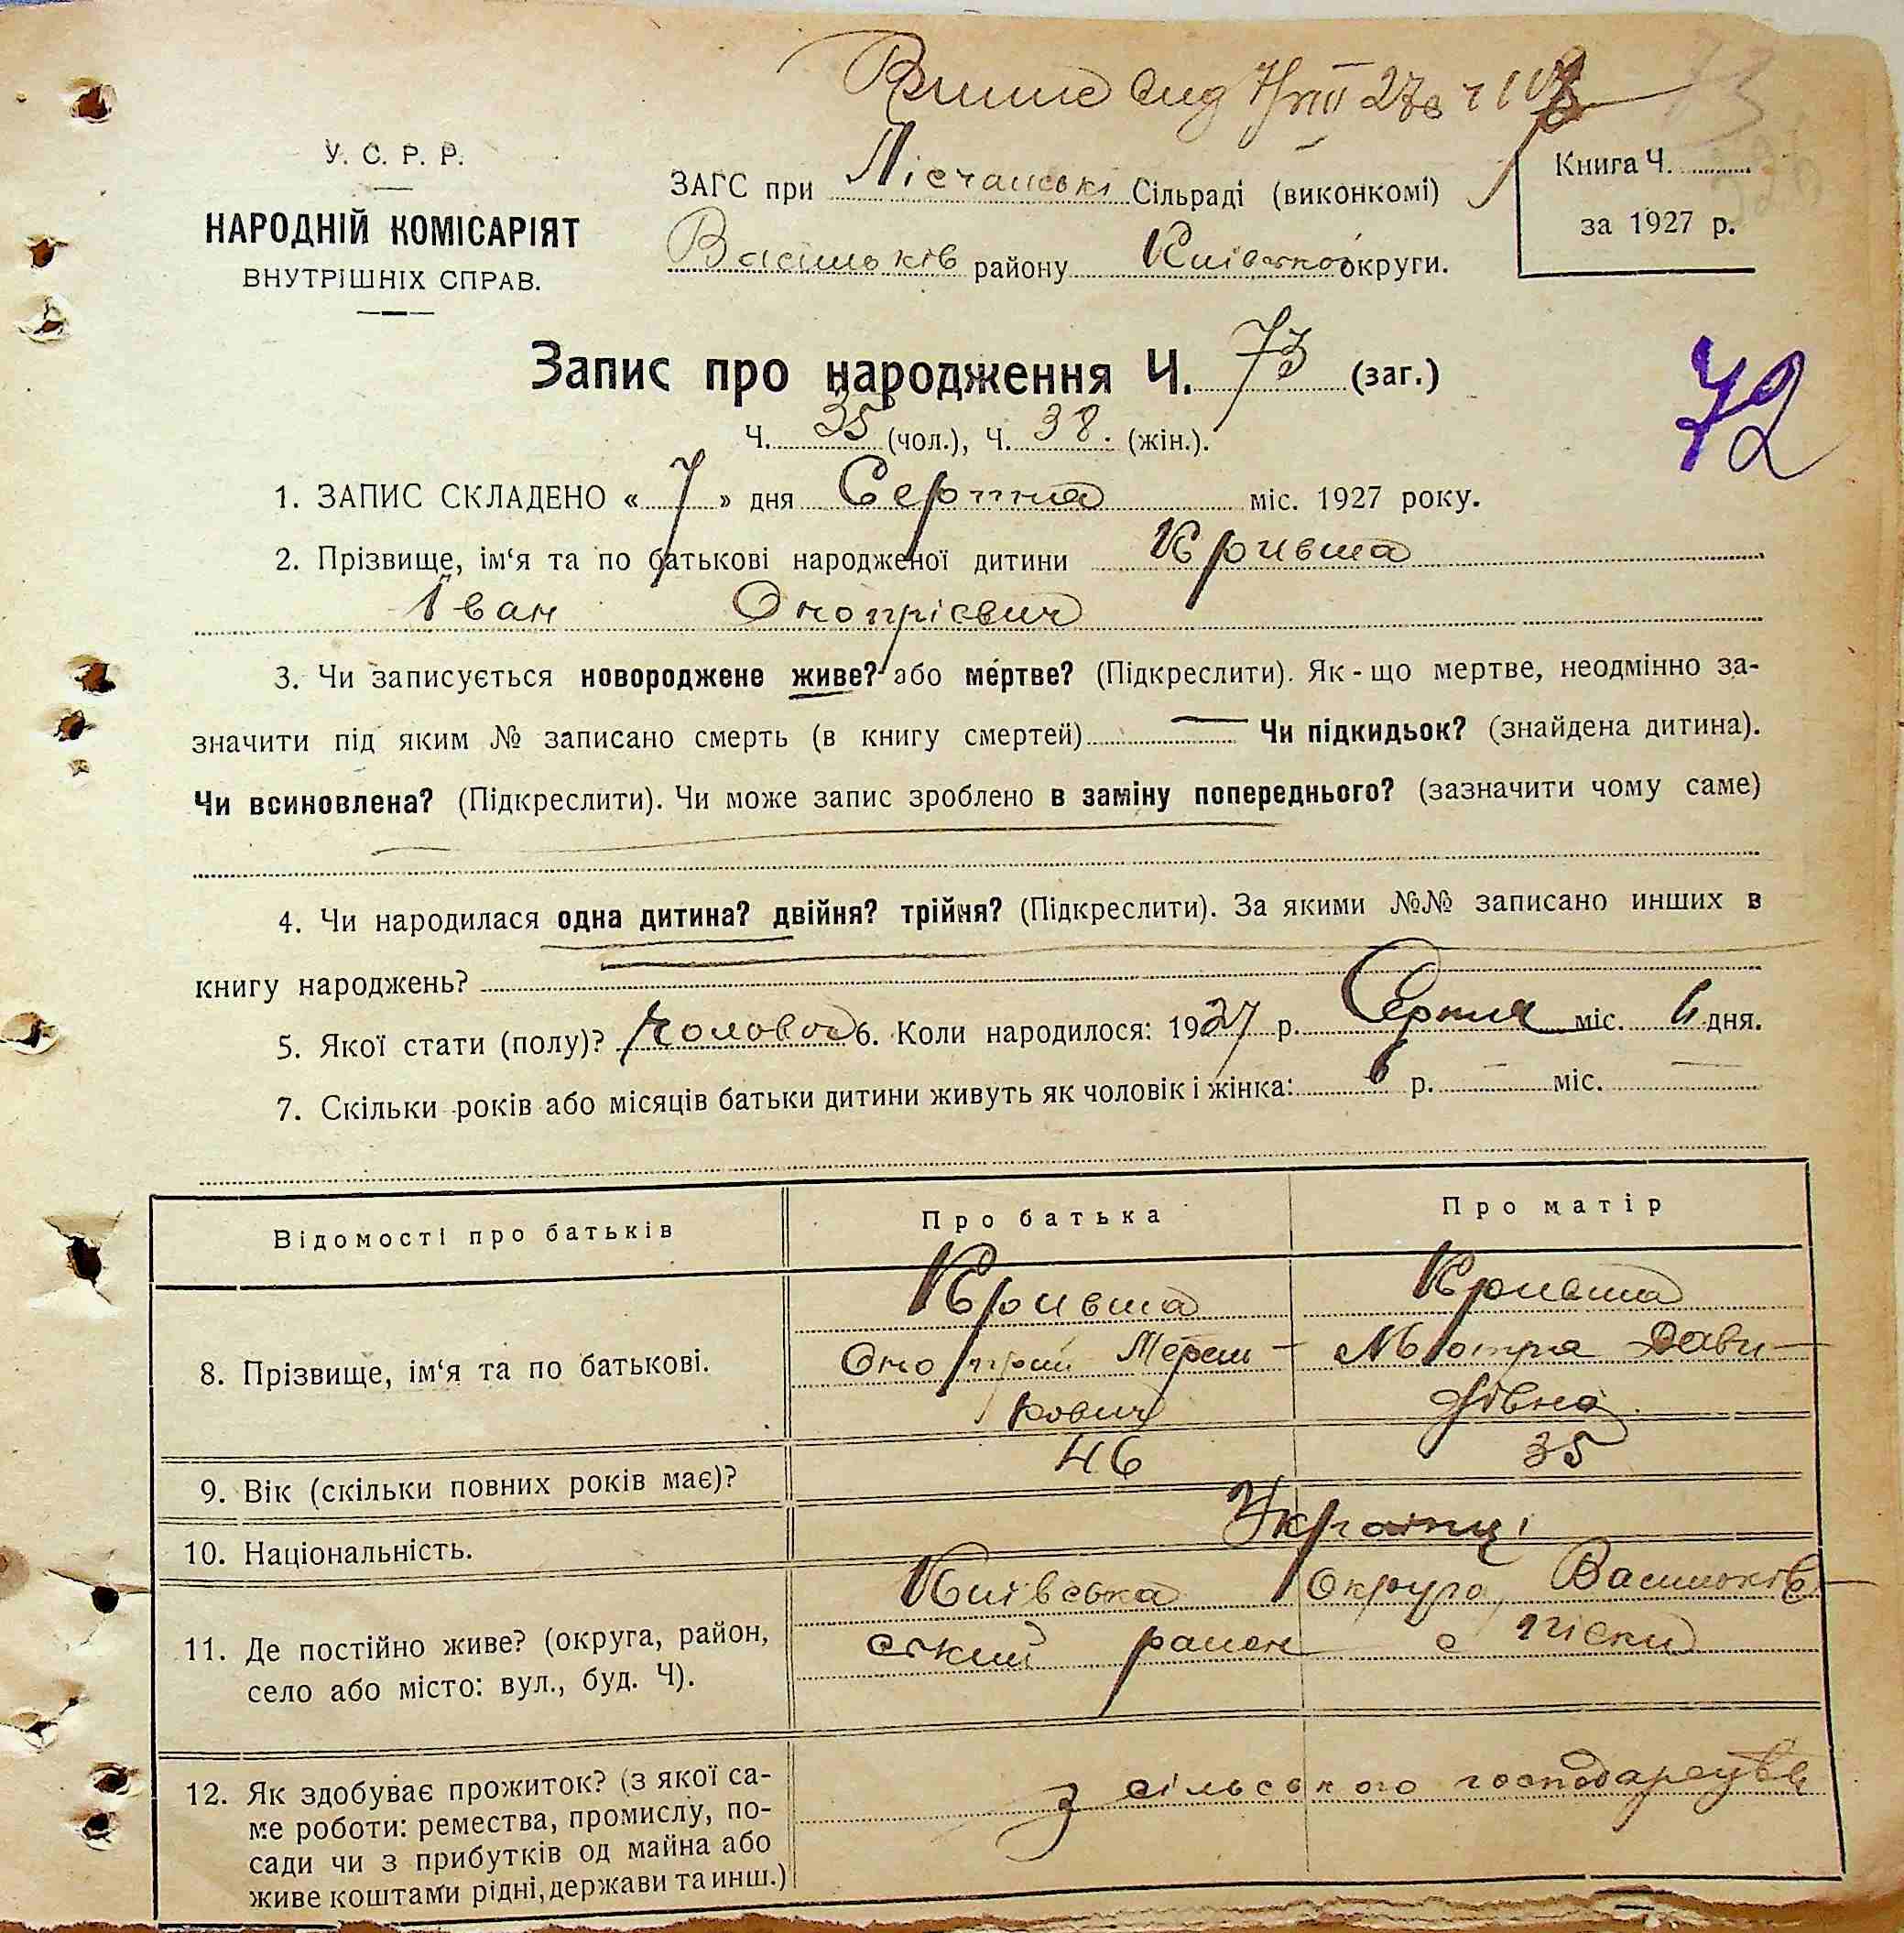 У. С. Р. Р.
НАРОДНІЙ КОМІСАРІЯТ
ВНУТРІШНІХ СПРАВ.
ЗАГС при Пісчанські Сільраді (виконкомі)
Васильків району Київської округи.
Книга Ч.
за 1927 р.
Запис про народження Ч. 73 (заг.)
72
Ч. 35 (чол.), Ч. 38. (жін.).
1. ЗАПИС СКЛАДЕНО « 7 » дня Серпня міс. 1927 року.
2. Прізвище, ім‘я та по батькові народженої дитини Кривша
Іван Онопрієвич
3. Чи записується новороджене живе? або мертве? (Підкреслити). Як-що мертве, неодмінно за-
значити під яким № записано смерть (в книгу смертей) — Чи підкидьок? (знайдена дитина).
Чи всиновлена? (Підкреслити). Чи може запис зроблено в заміну попереднього? (зазначити чому саме)
4. Чи народилася одна дитина? двійня? трійня? (Підкреслити). За якими №№ записано инших в
книгу народжень?
5. Якої стати (полу)? 6. Коли народилося: 1927 р. Серпня міс. 6 дня.
7. Скільки років або місяців батьки дитини живуть як чоловік і жінка: 6 р. — міс. —
Відомості про батьків Про батька Про матір
8. Прізвище, ім‘я та по батькові.
Кривша Кривша
Онопрій Мотря Дави-
рович дівна
9. Вік (скільки повних років має)? 46 35
10. Національність. Українці
11. Де постійно живе? (округа, район,
село або місто: вул., буд. Ч).
Київська Округа, Васильків-
ський район с Піски
12. Як здобуває прожиток? (з якої са-
ме роботи: ремества, промислу, по-
сади чи з прибутків од майна або
живе коштами рідні, держави та инш.)
з сільського господарства